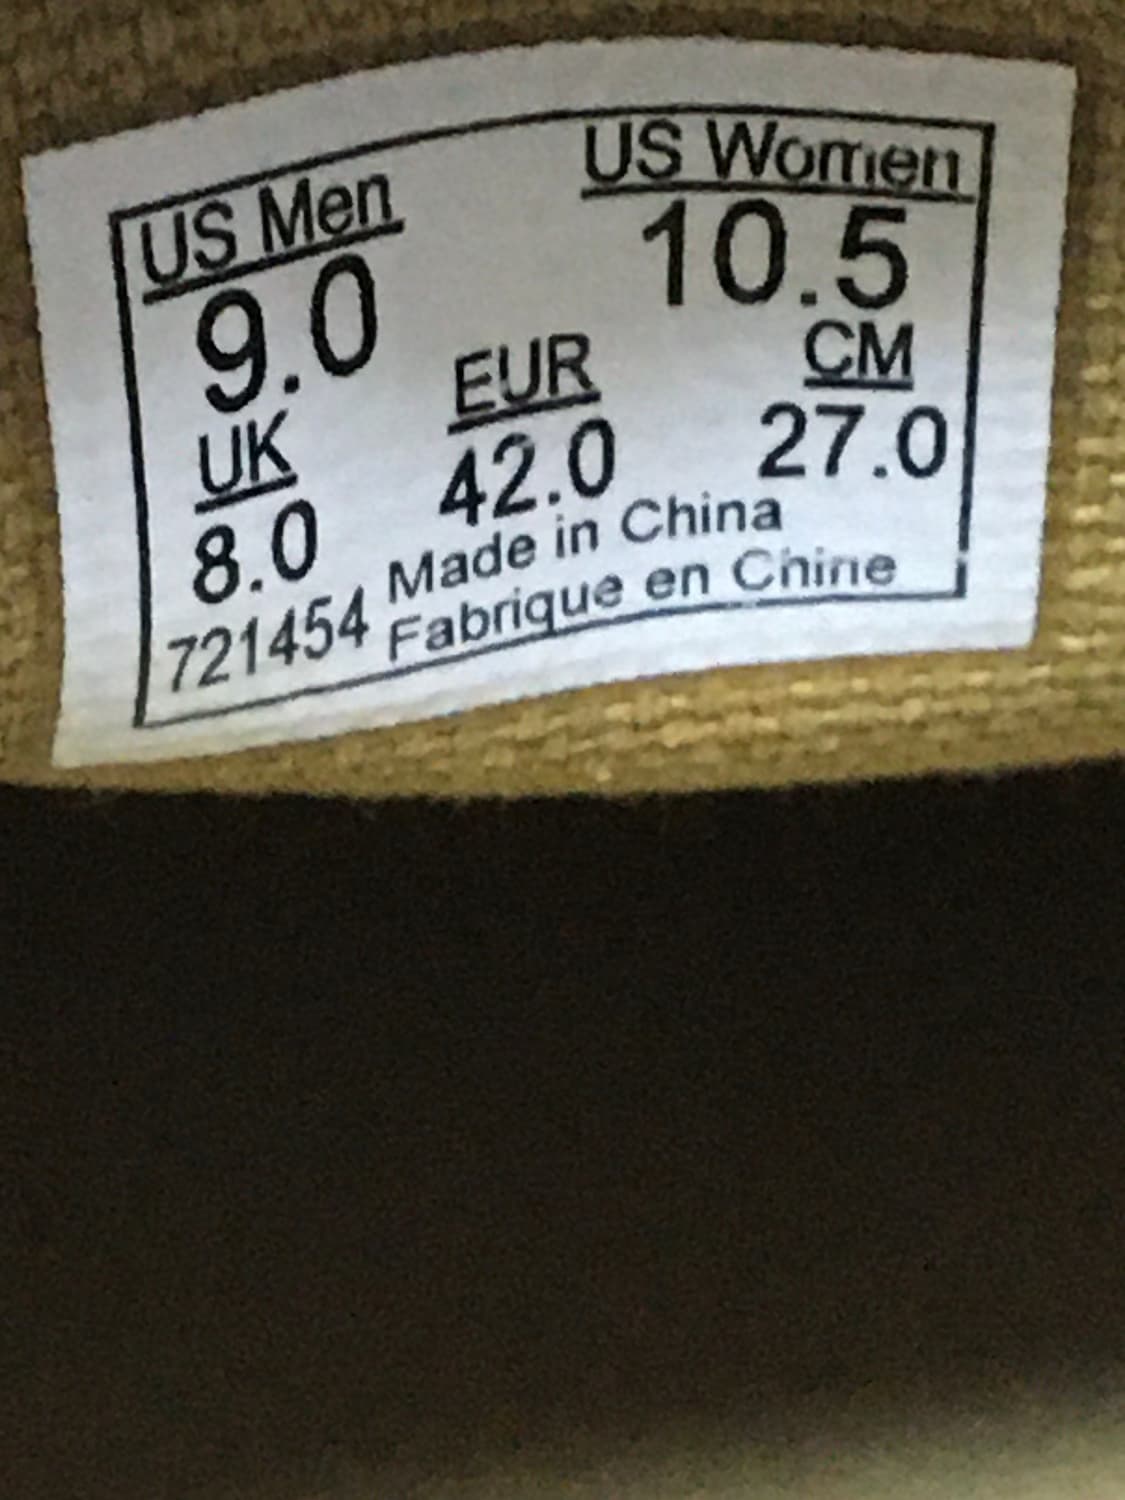 US Men US Women
9.0 10.5
UK EUR CM
8.0 42.0 27.0
721454 Made in China
Fabrique en Chine